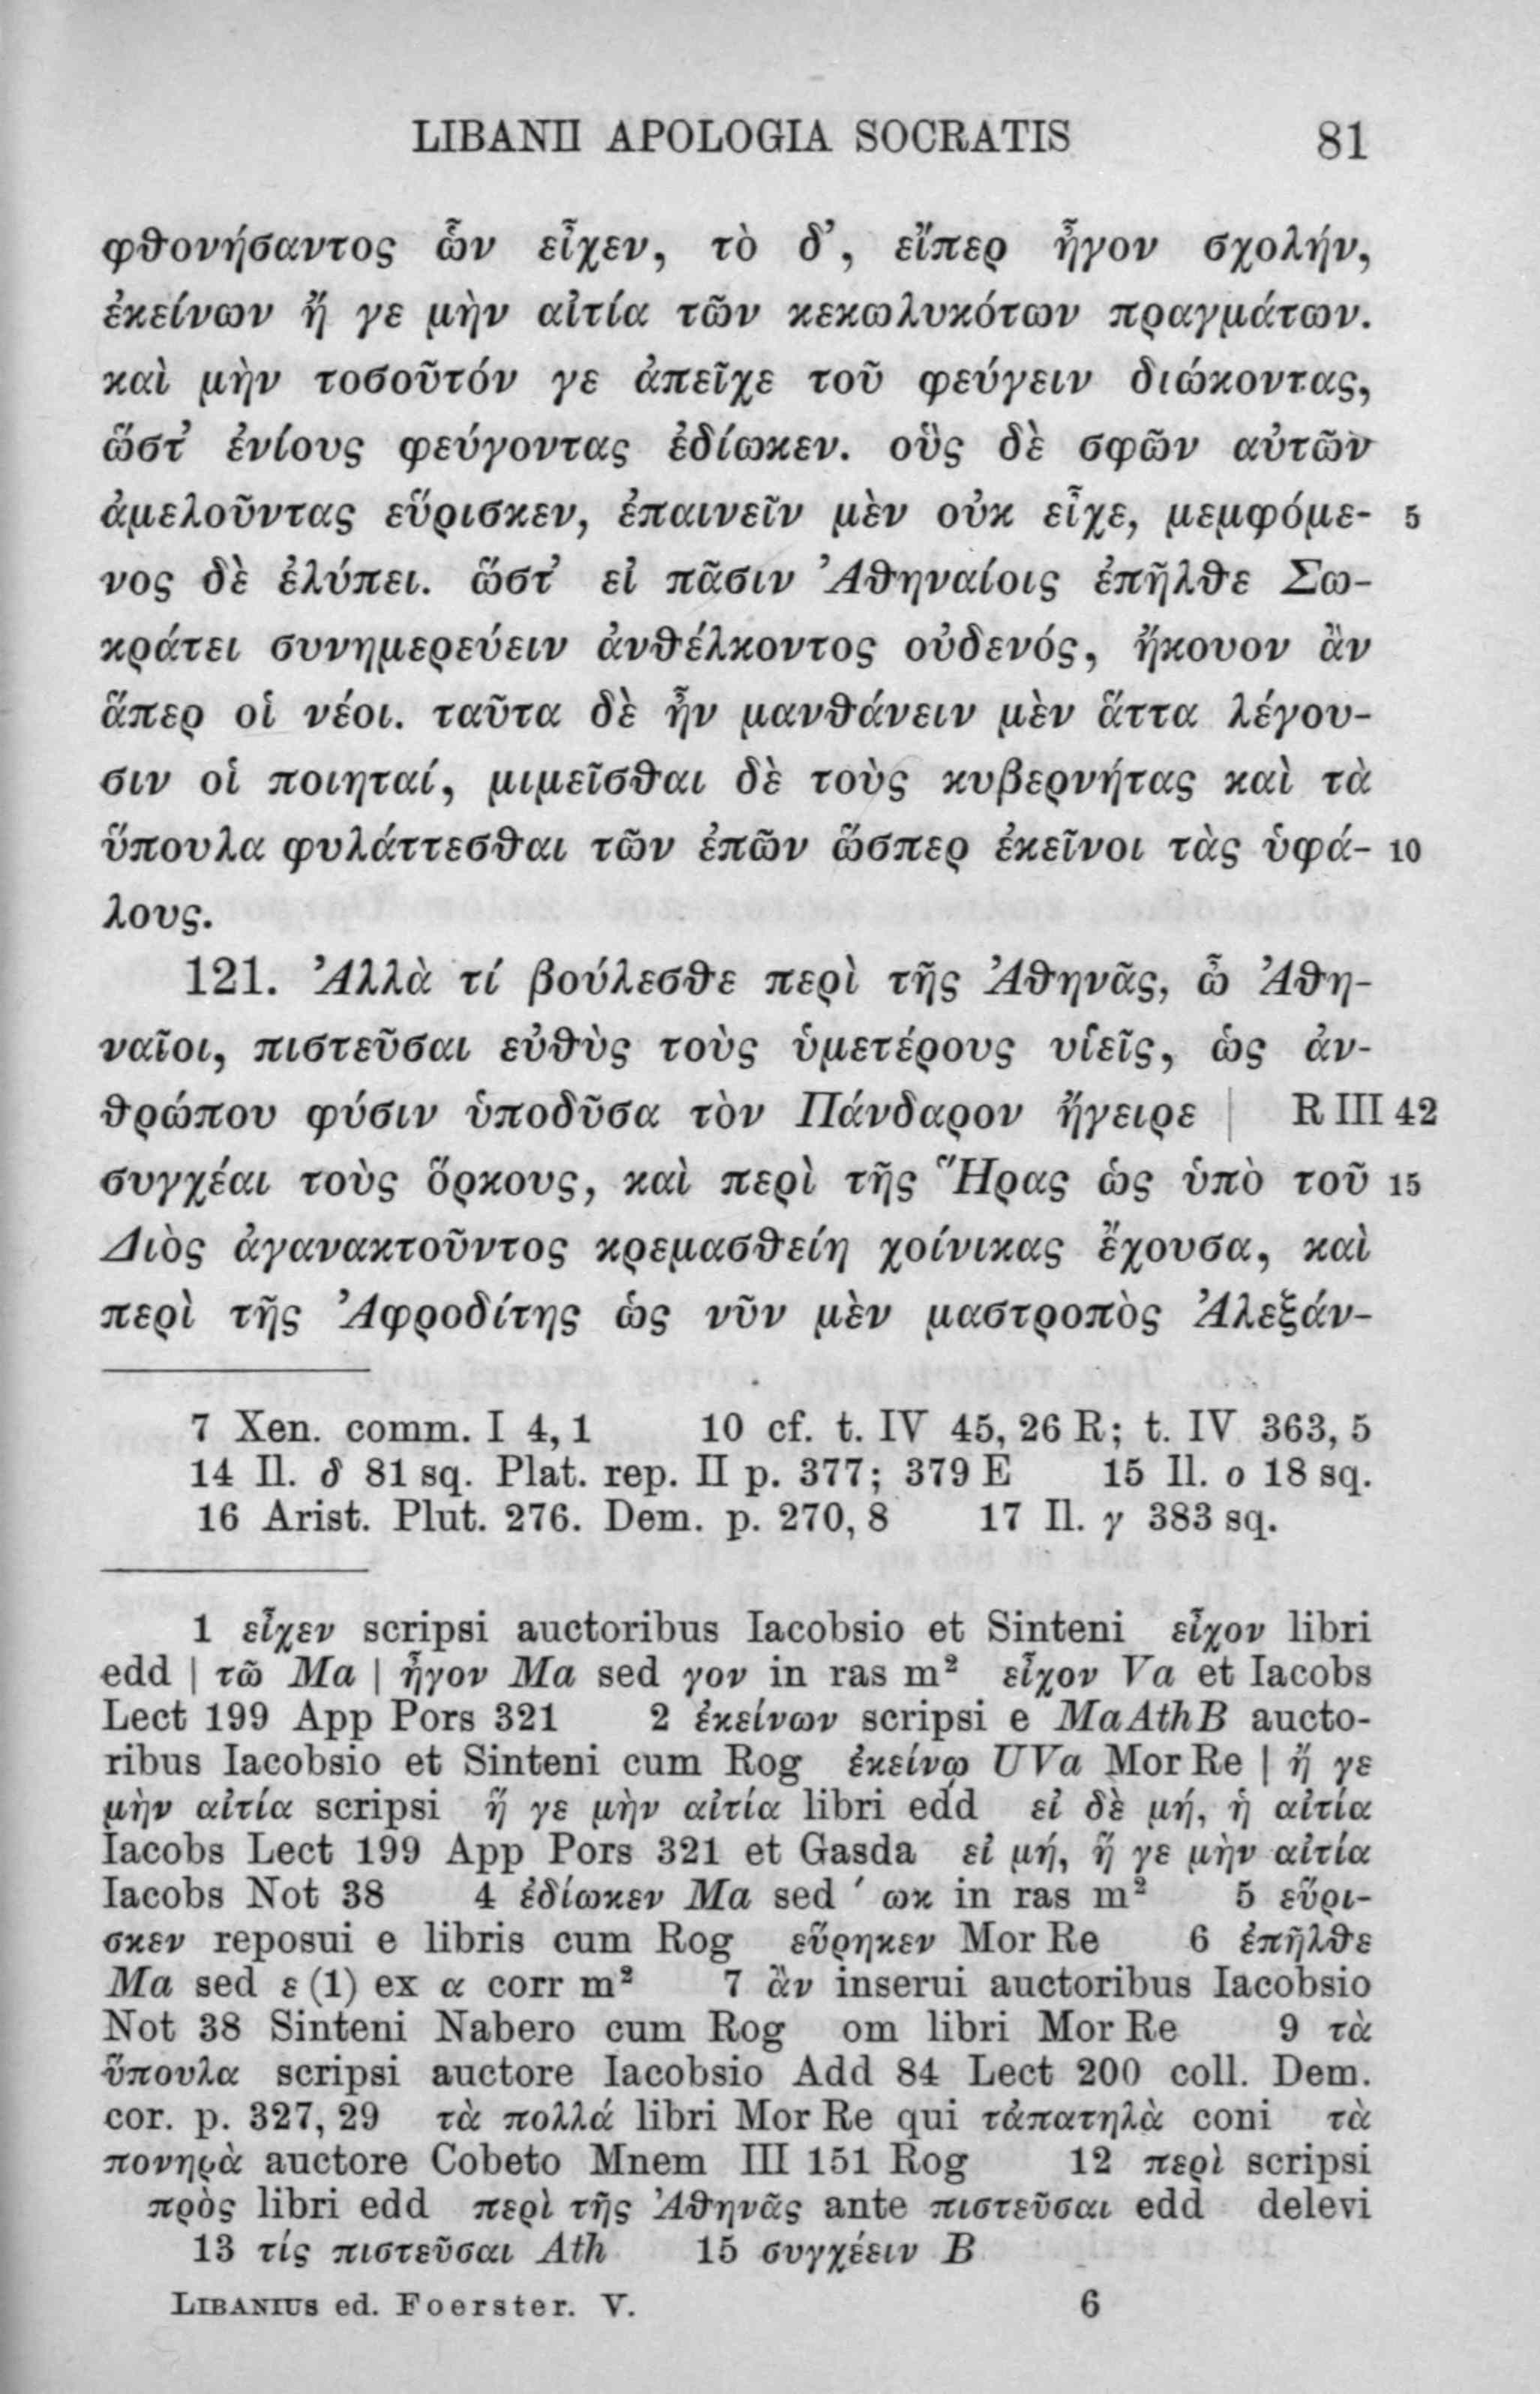 LIBANII APOLOGIA SOCRATIS 81
φθονήσαντος ὧν εἶχεν, τὸ δ’, εἴπερ ἦγον σχολήν,
ἐκείνων ἥ γε μὴν αἰτία τῶν κεκωλυκότων πραγμάτων.
καὶ μὴν τοσοῦτόν γε ἀπεῖχε τοῦ φεύγειν διώκοντας,
ὥστ’ ἐνίους φεύγοντας ἐδίωκεν. οὓς δὲ σφῶν αὐτῶν
ἀμελοῦντας εὕρισκεν, ἐπαινεῖν μὲν οὐκ εἶχε, μεμφόμε- 5
νος δὲ ἐλύπει. ὥστ’ εἰ πᾶσιν Ἀθηναίοις ἐπῆλθε Σω-
κράτει συνημερεύειν ἀνθέλκοντος οὐδενός, ἤκουον ἂν
ἅπερ οἱ νέοι. ταῦτα δὲ ἦν μανθάνειν μὲν ἅττα λέγου-
σιν οἱ ποιηταί, μιμεῖσθαι δὲ τοὺς κυβερνήτας καὶ τὰ
ὕπουλα φυλάττεσθαι τῶν ἐπῶν ὥσπερ ἐκεῖνοι τὰς ὑφά- 10
λους.
121. Ἀλλὰ τί βούλεσθε περὶ τῆς Ἀθηνᾶς, ὦ Ἀθη-
ναῖοι, πιστεῦσαι εὐθὺς τοὺς ὑμετέρους υἱεῖς, ὡς ἀν-
θρώπου φύσιν ὑποδῦσα τὸν Πάνδαρον ἤγειρε | R III 42
συγχέαι τοὺς ὅρκους, καὶ περὶ τῆς Ἥρας ὡς ὑπὸ τοῦ 15
Διὸς ἀγανακτοῦντος κρεμασθείη χοίνικας ἔχουσα, καὶ
περὶ τῆς Ἀφροδίτης ὡς νῦν μὲν μαστροπὸς Ἀλεξάν-
7 Xen. comm. I 4, 1 10 cf. t. IV 45, 26 R; t. IV 363, 5
14 Il. δ 81 sq. Plat. rep. II p. 377; 379 E 15 Il. ο 18 sq.
16 Arist. Plut. 276. Dem. p. 270, 8 17 Il. γ 383 sq.
1 εἶχεν scripsi auctoribus Iacobsio et Sinteni εἶχον libri
edd | τῶ Ma | ἦγον Ma sed γον in ras m² εἶχον Va et Iacobs
Lect 199 App Pors 321 2 ἐκείνων scripsi e MaAthB aucto-
ribus Iacobsio et Sinteni cum Rog ἐκείνῳ UVa Mor Re | ἥ γε
μὴν αἰτία scripsi ἤ γε μὴν αἰτία libri edd εἰ δὲ μή, ἡ αἰτία
Iacobs Lect 199 App Pors 321 et Gasda εἰ μή, ἥ γε μὴν αἰτία
Iacobs Not 38 4 ἐδίωκεν Ma sed ΄ ωκ in ras m² 5 εὕρι-
σκεν reposui e libris cum Rog εὕρηκεν Mor Re 6 ἐπῆλθε
Ma sed ε (1) ex α corr m² 7 ἂν inserui auctoribus Iacobsio
Not 38 Sinteni Nabero cum Rog om libri Mor Re 9 τὰ
ὕπουλα scripsi auctore Iacobsio Add 84 Lect 200 coll. Dem.
cor. p. 327, 29 τὰ πολλά libri Mor Re qui τἀπατηλὰ coni τὰ
πονηρὰ auctore Cobeto Mnem III 151 Rog 12 περὶ scripsi
πρὸς libri edd περὶ τῆς Ἀθηνᾶς ante πιστεῦσαι edd delevi
13 τίς πιστεῦσαι Ath 15 συγχέειν B
LIBANIUS ed. Foerster. V. 6